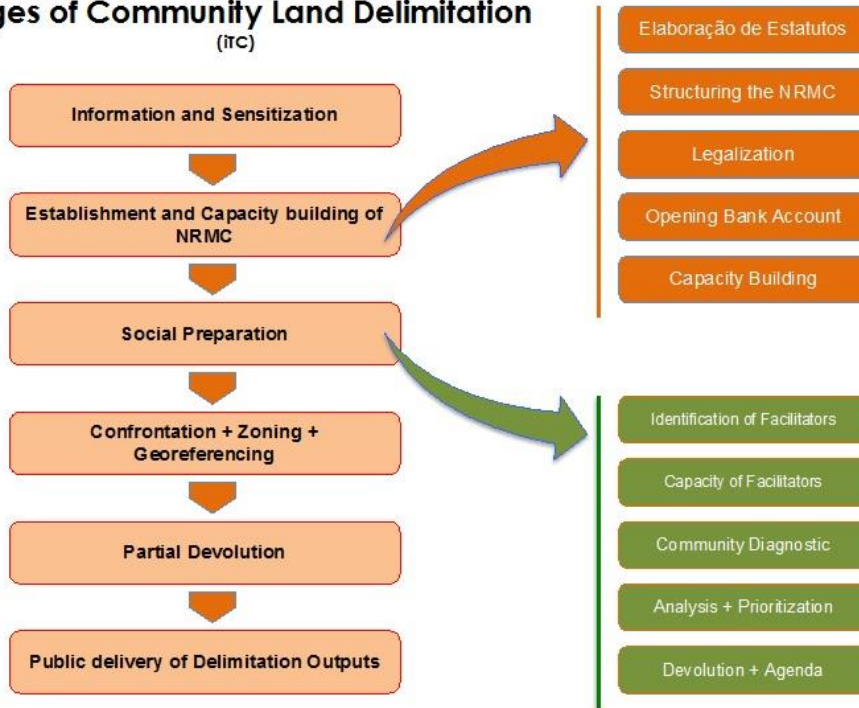 ges of Community Land Delimitation
(iTC)
Information and Sensitization
Establishment and Capacity building of
NRMC
Social Preparation
Confrontation + Zoning +
Georeferencing
Partial Devolution
Public delivery of Delimitation Outputs
Elaboração de Estatutos
Structuring the NRMC
Legalization
Opening Bank Account
Capacity Building
Identification of Facilitators
Capacity of Facilitators
Community Diagnostic
Analysis + Prioritization
Devolution + Agenda